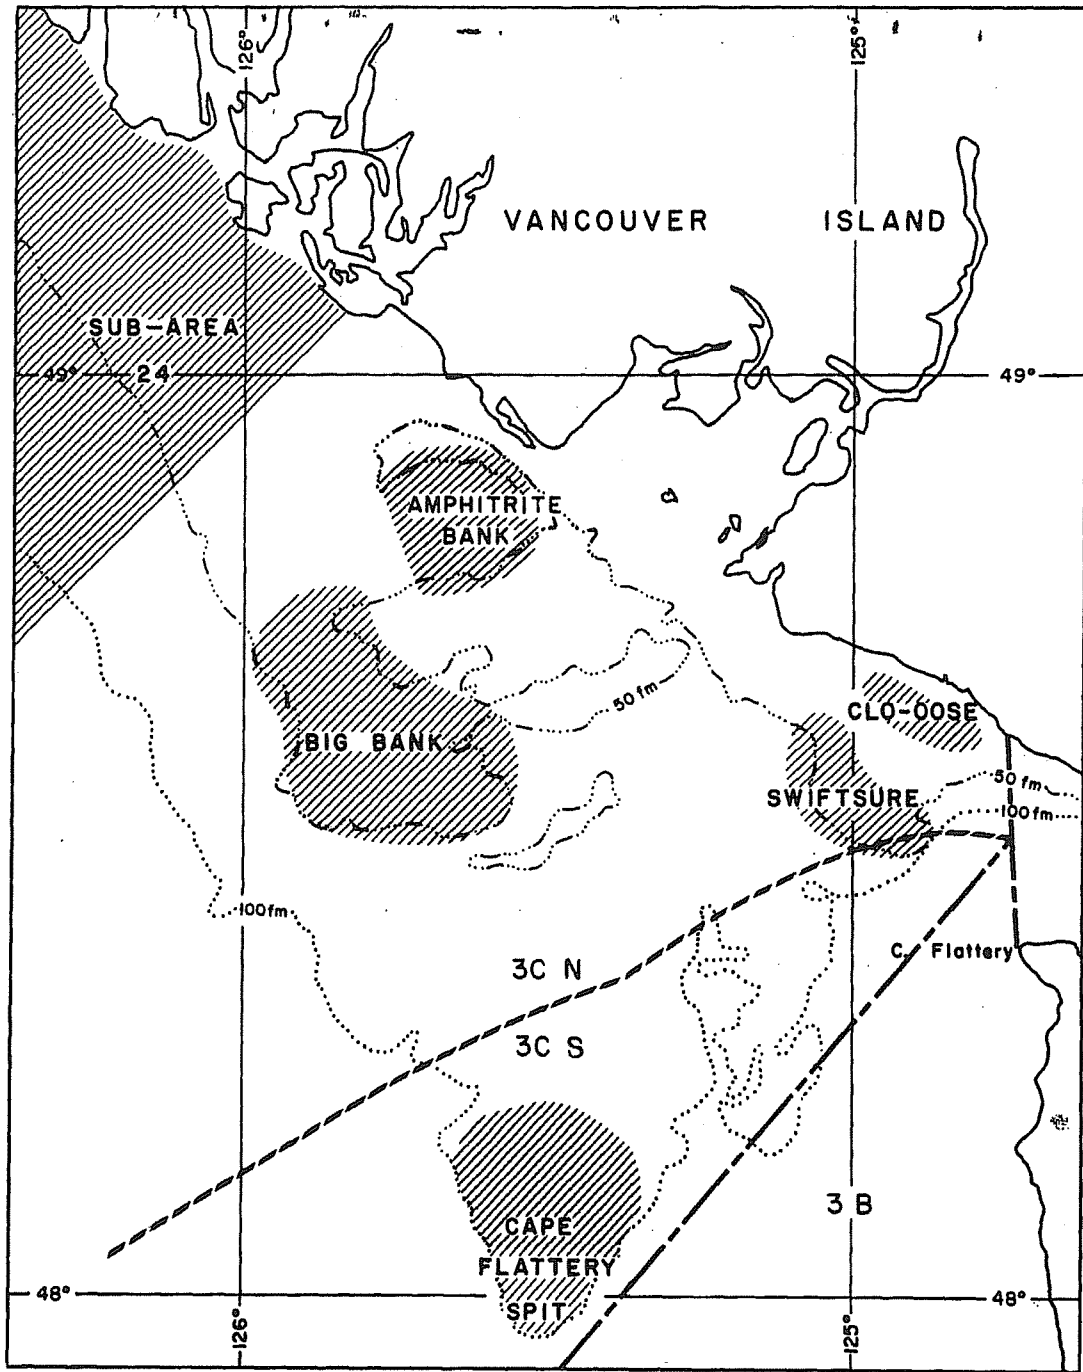 126°
125°
VANCOUVER ISLAND
SUB-AREA
24
49°
49°
AMPHITRITE
BANK
50 fm
CLO-OOSE
BIG BANK
50 fm
SWIFTSURE
100 fm
100 fm
C. Flattery
3C N
3C S
3 B
CAPE
FLATTERY
SPIT
48°
48°
126°
125°